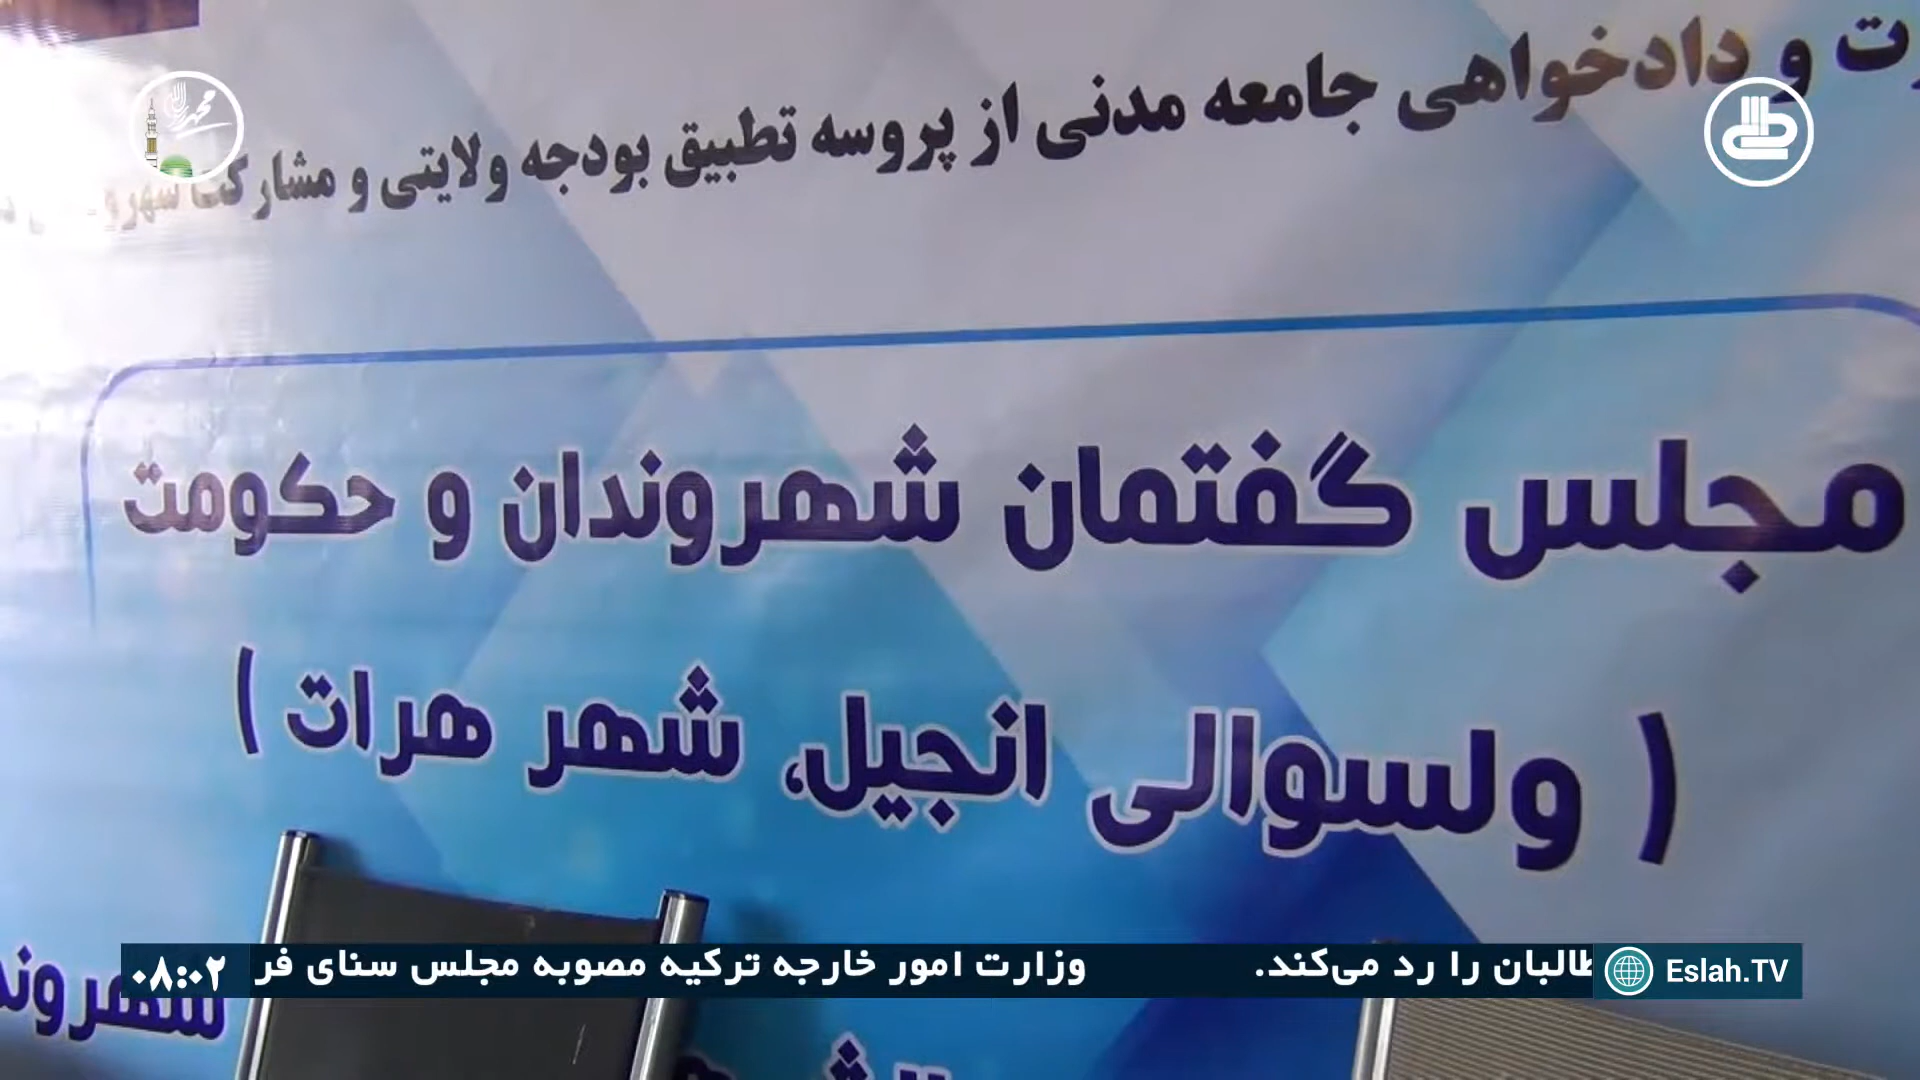 و دادخواهی جامعه مدنی از پروسه تطبیق بودجه ولایتی و مشارکت
مجلس گفتمان شهروندان و حکومت
( ولسوالی انجیل، شهر هرات )
طالبان را رد می‌کند. وزارت امور خارجه ترکیه مصوبه مجلس سنای فر
۰۸:۰۲
Eslah.TV